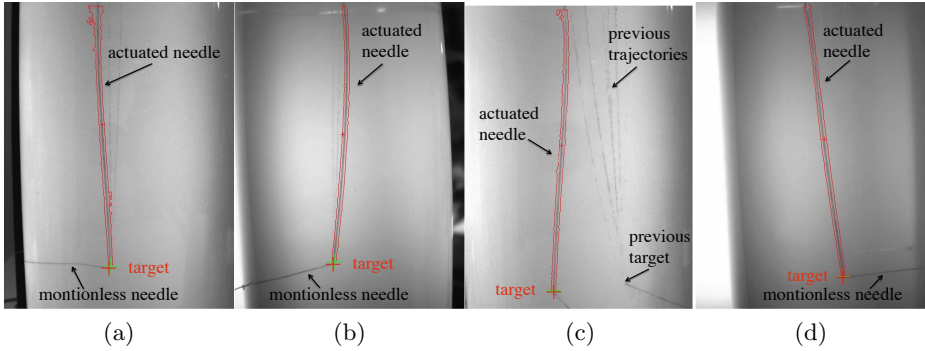 actuated needle
target
montionless needle
(a)
actuated
needle
target
montionless needle
(b)
previous
trajectories
actuated
needle
previous
target
target
(c)
actuated
needle
target
montionless needle
(d)